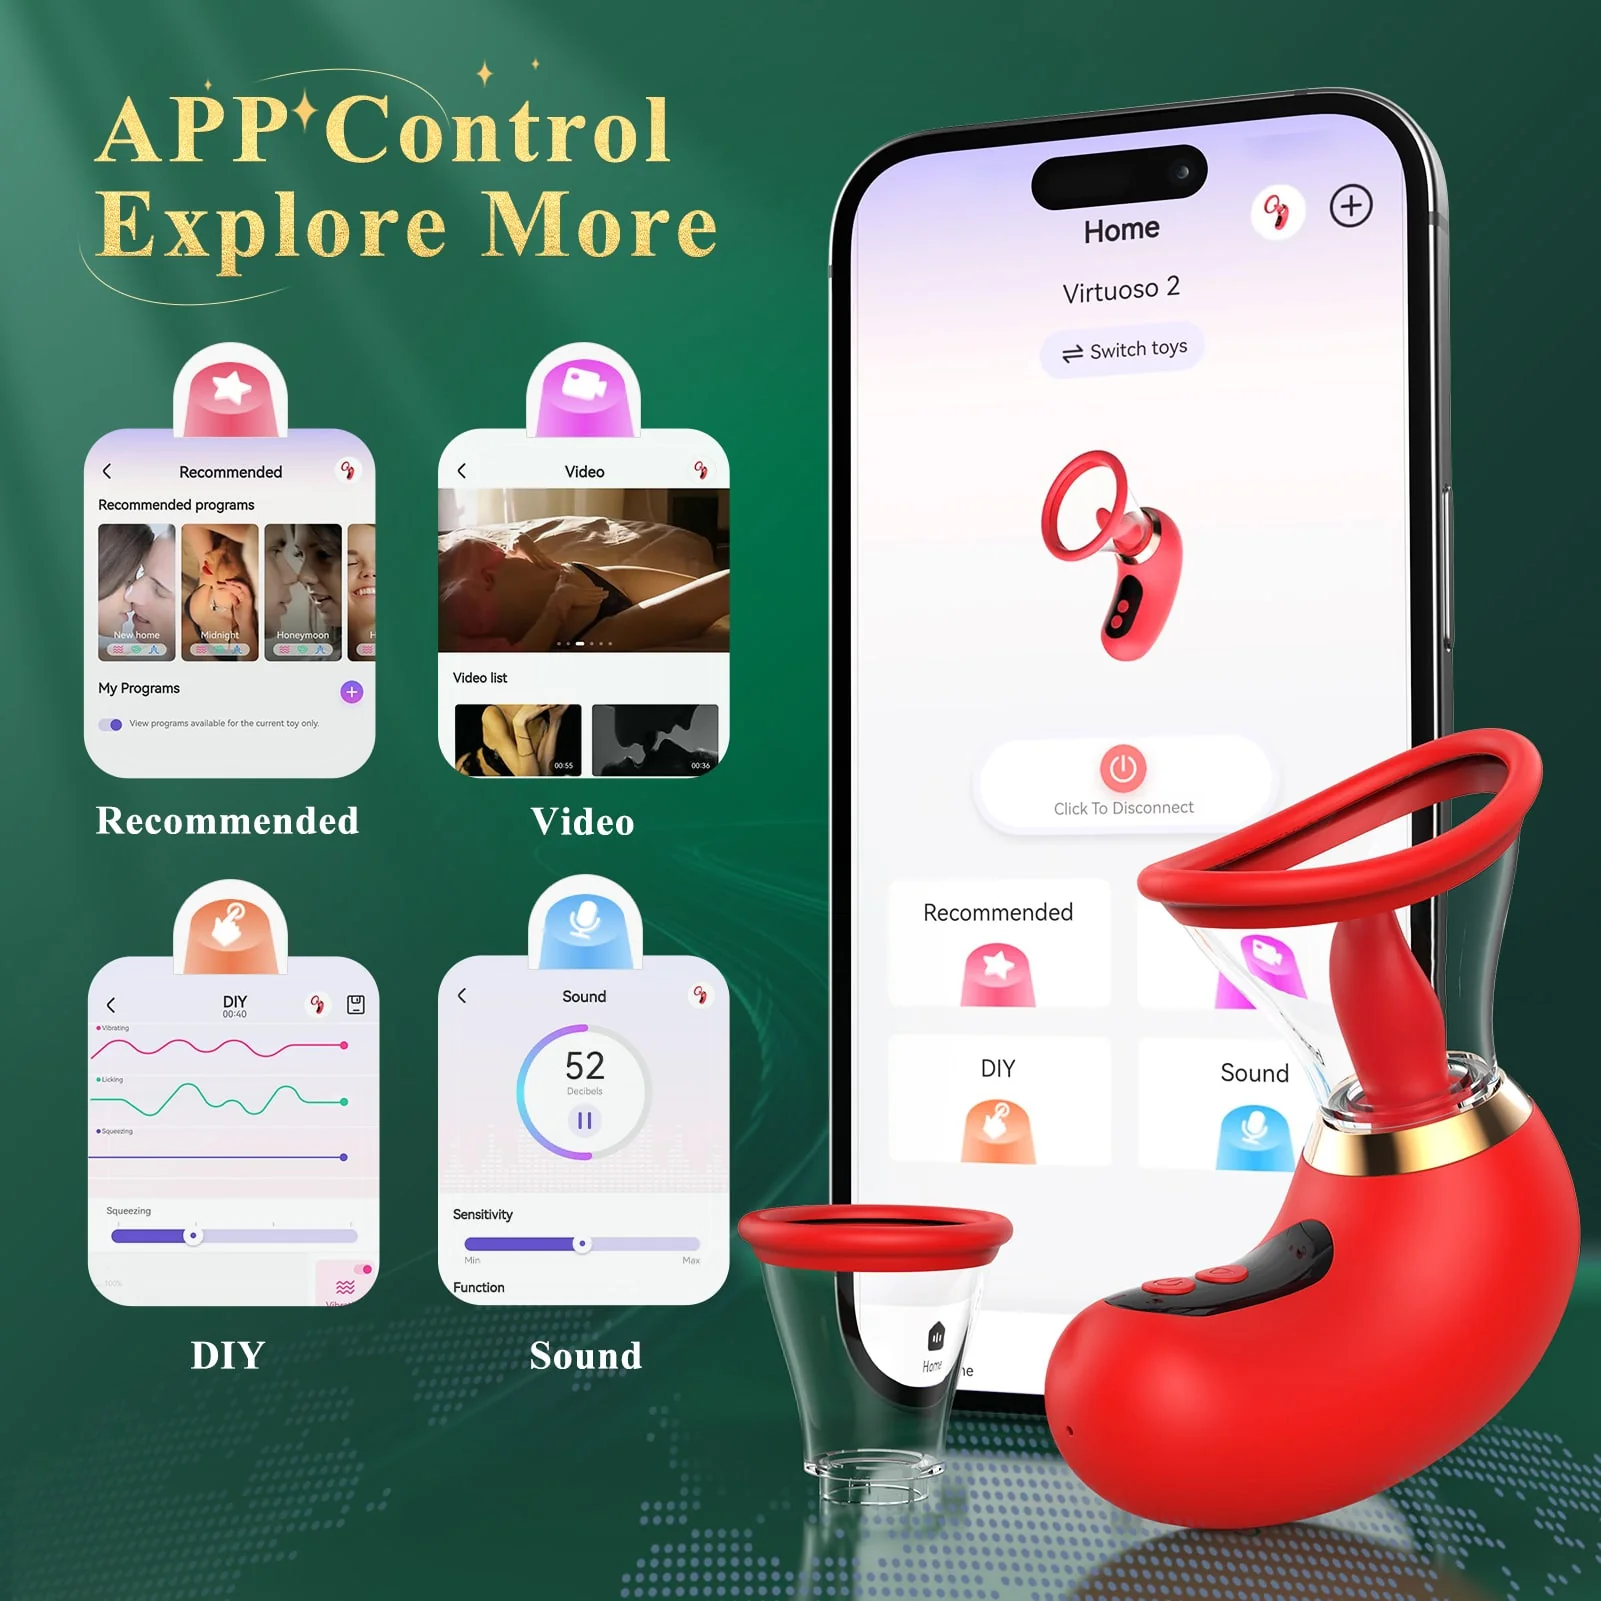 APP Control
Explore More
Recommended
Recommended programs
New home
Midnight
Honeymoon
H
My Programs
View programs available for the current toy only.
Recommended
Video
Video list
00:55
00:36
Video
DIY
00:40
Vibrating
Licking
Squeezing
Squeezing
100%
DIY
Sound
52
Decibels
Sensitivity
Min
Max
Function
Sound
Home
Virtuoso 2
Switch toys
Click To Disconnect
Recommended
DIY
Sound
Home